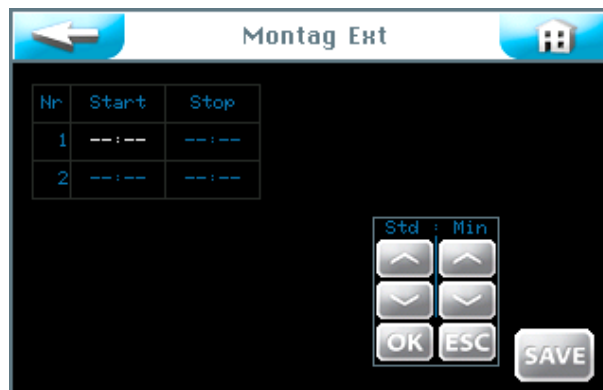 Montag Ext
Nr Start Stop
1 --:-- --:--
2 --:-- --:--
Std : Min
OK ESC
SAVE